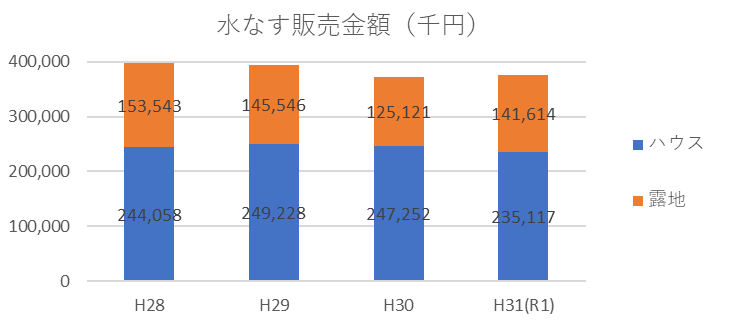 水なす販売金額（千円）
400,000
300,000
200,000
100,000
0
153,543
145,546
125,121
141,614
244,058
249,228
247,252
235,117
H28
H29
H30
H31(R1)
ハウス
露地